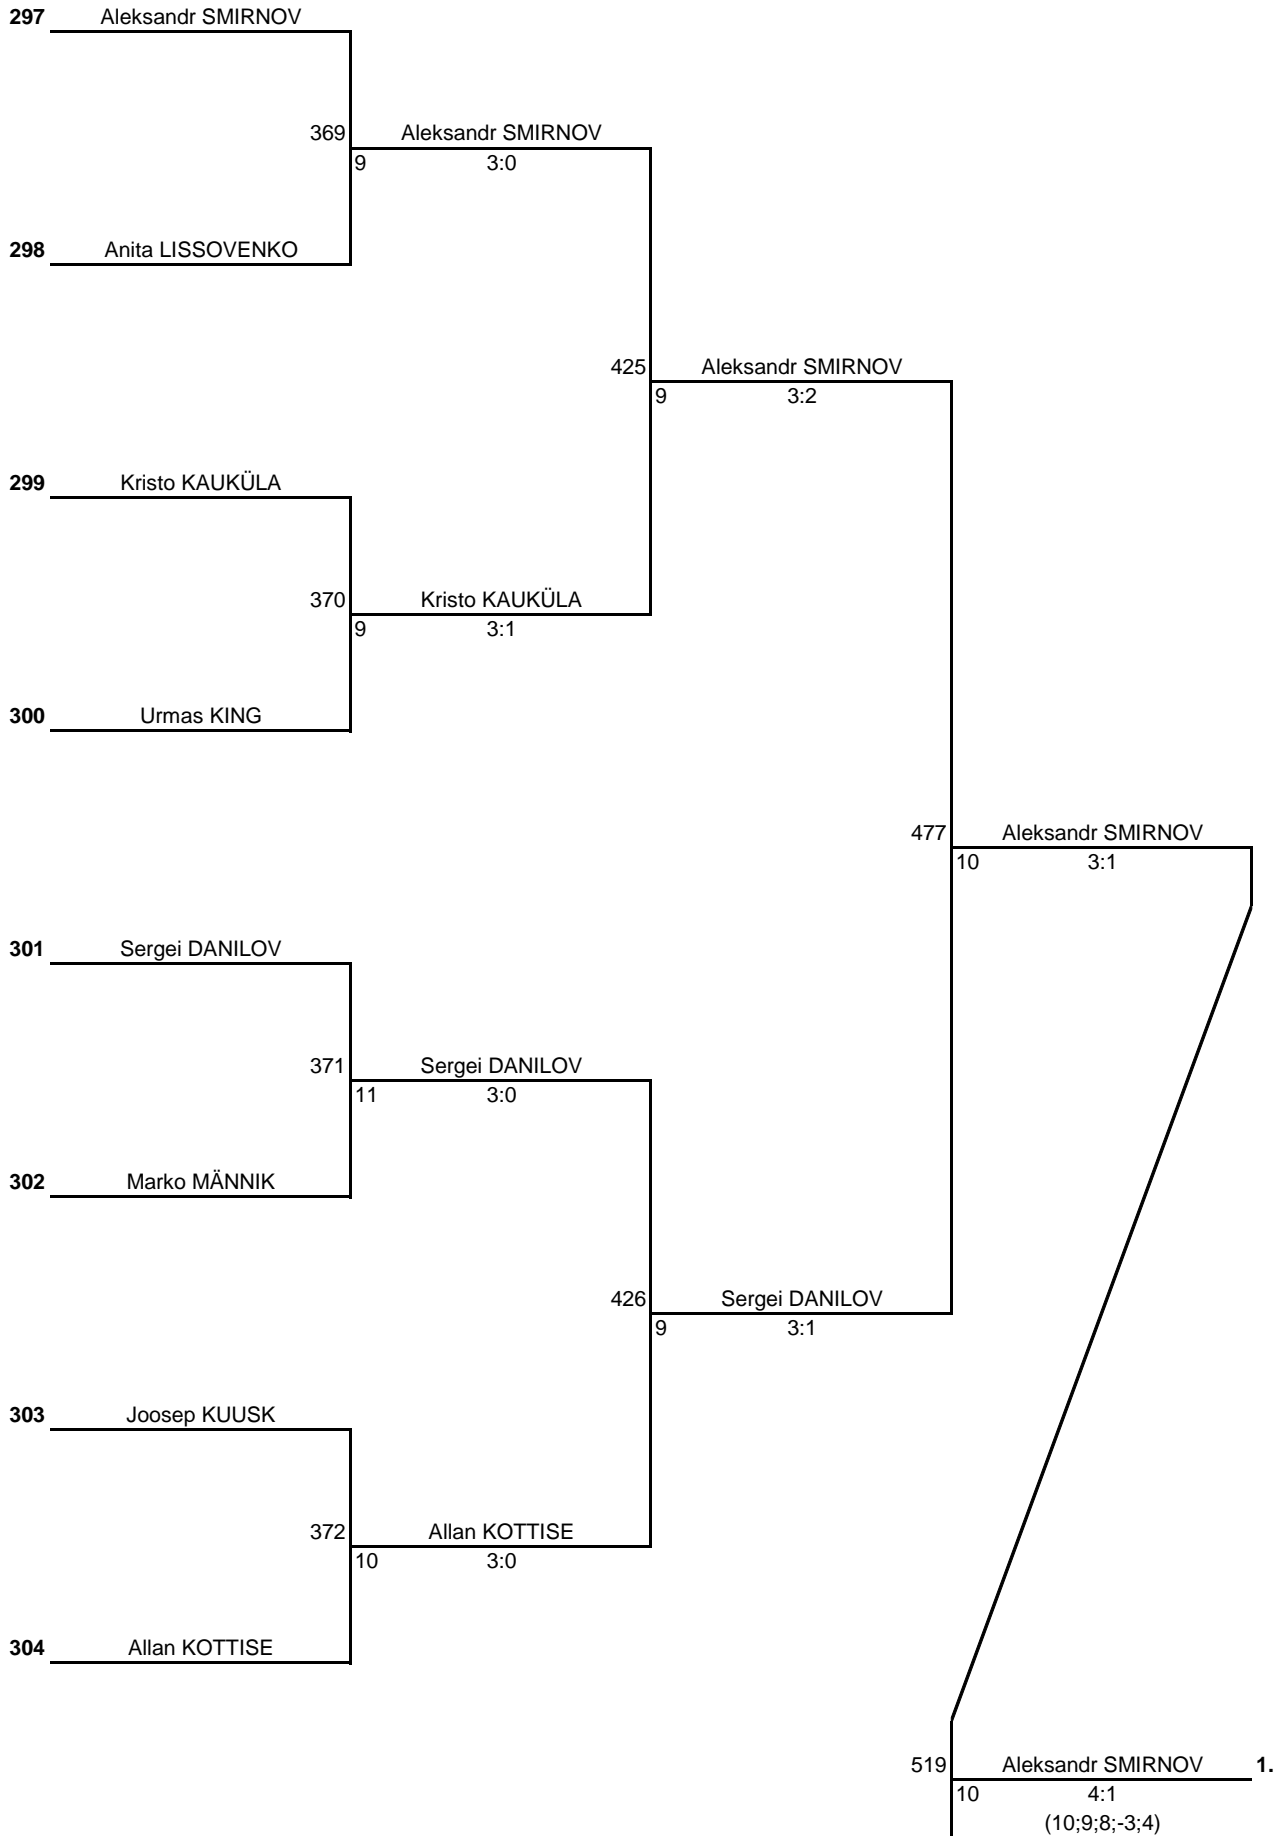 297 Aleksandr SMIRNOV
369 Aleksandr SMIRNOV
9 3:0
298 Anita LISSOVENKO
425 Aleksandr SMIRNOV
9 3:2
299 Kristo KAUKÜLA
370 Kristo KAUKÜLA
9 3:1
300 Urmas KING
477 Aleksandr SMIRNOV
10 3:1
301 Sergei DANILOV
371 Sergei DANILOV
11 3:0
302 Marko MÄNNIK
426 Sergei DANILOV
9 3:1
303 Joosep KUUSK
372 Allan KOTTISE
10 3:0
304 Allan KOTTISE
519 Aleksandr SMIRNOV 1.
10 4:1
(10;9;8;-3;4)